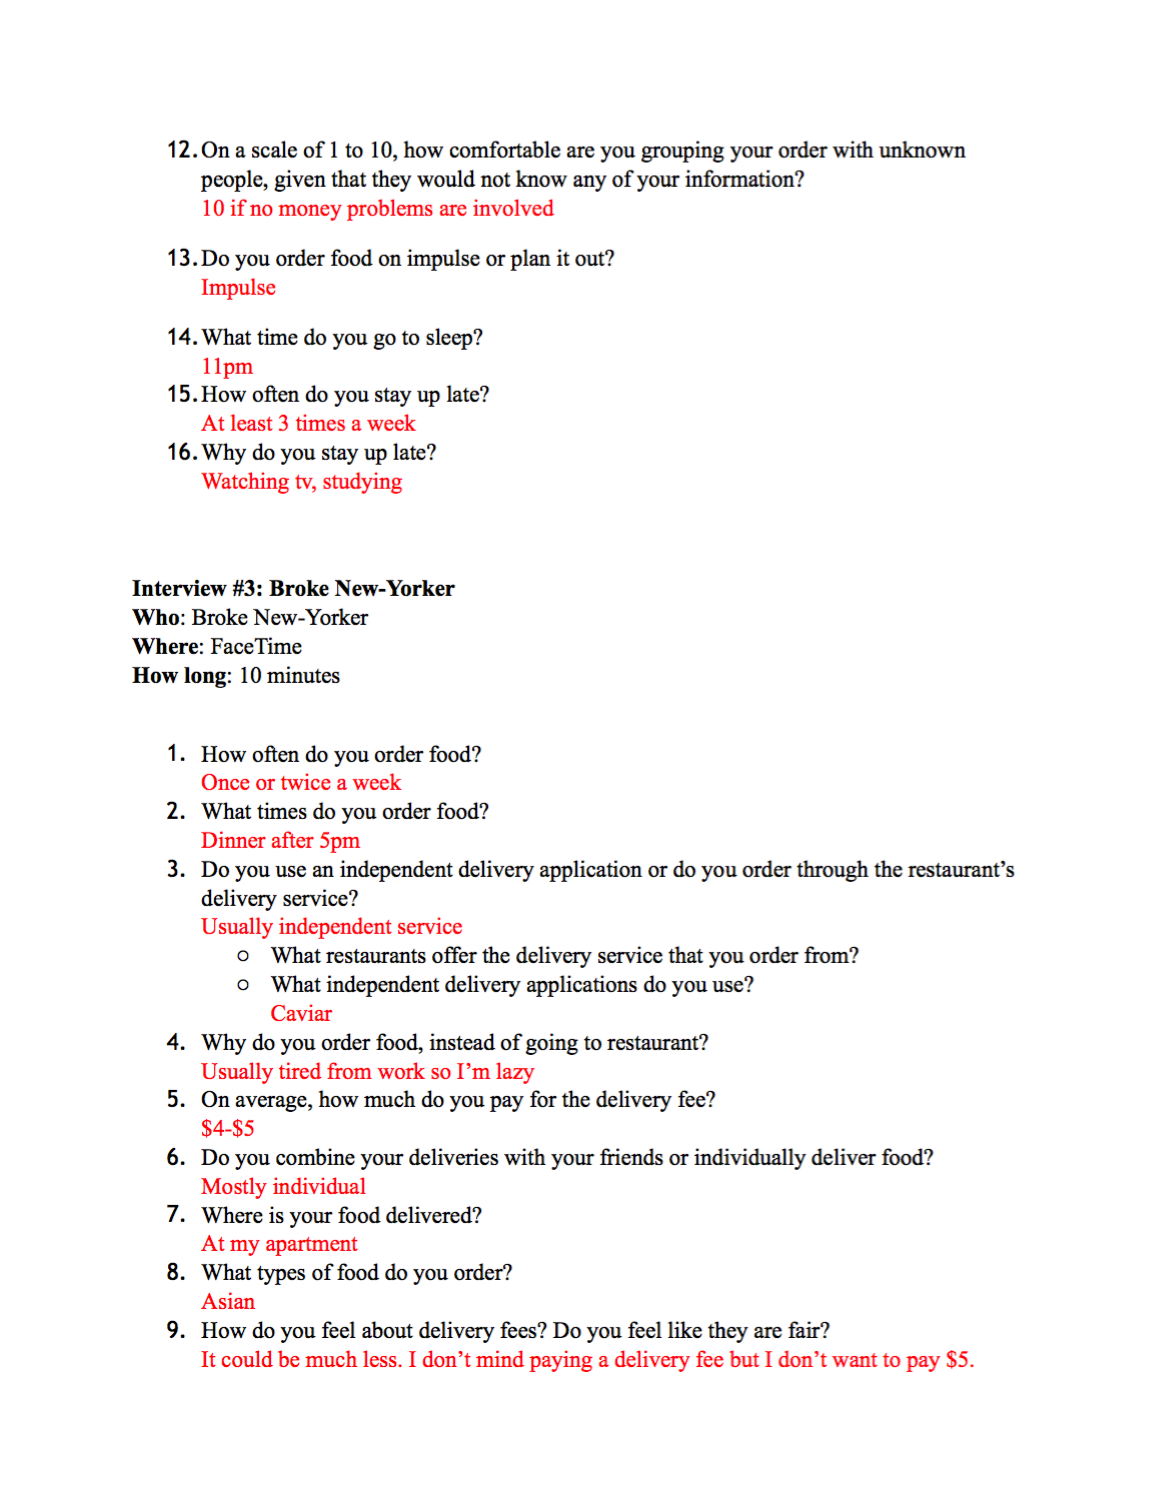 12. On a scale of 1 to 10, how comfortable are you grouping your order with unknown
people, given that they would not know any of your information?
10 if no money problems are involved
13. Do you order food on impulse or plan it out?
Impulse
14. What time do you go to sleep?
11pm
15. How often do you stay up late?
At least 3 times a week
16. Why do you stay up late?
Watching tv, studying
Interview #3: Broke New-Yorker
Who: Broke New-Yorker
Where: FaceTime
How long: 10 minutes
1. How often do you order food?
Once or twice a week
2. What times do you order food?
Dinner after 5pm
3. Do you use an independent delivery application or do you order through the restaurant’s
delivery service?
Usually independent service
○ What restaurants offer the delivery service that you order from?
○ What independent delivery applications do you use?
Caviar
4. Why do you order food, instead of going to restaurant?
Usually tired from work so I’m lazy
5. On average, how much do you pay for the delivery fee?
$4-$5
6. Do you combine your deliveries with your friends or individually deliver food?
Mostly individual
7. Where is your food delivered?
At my apartment
8. What types of food do you order?
Asian
9. How do you feel about delivery fees? Do you feel like they are fair?
It could be much less. I don’t mind paying a delivery fee but I don’t want to pay $5.